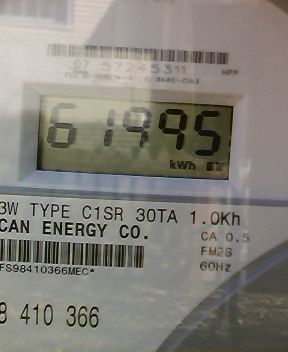 07 57245311
61995
kWh
3W TYPE C1SR 30TA 1.0Kh
CAN ENERGY CO.
CA 0.5
FM2S
60Hz
FS98410366MEC*
8 410 366